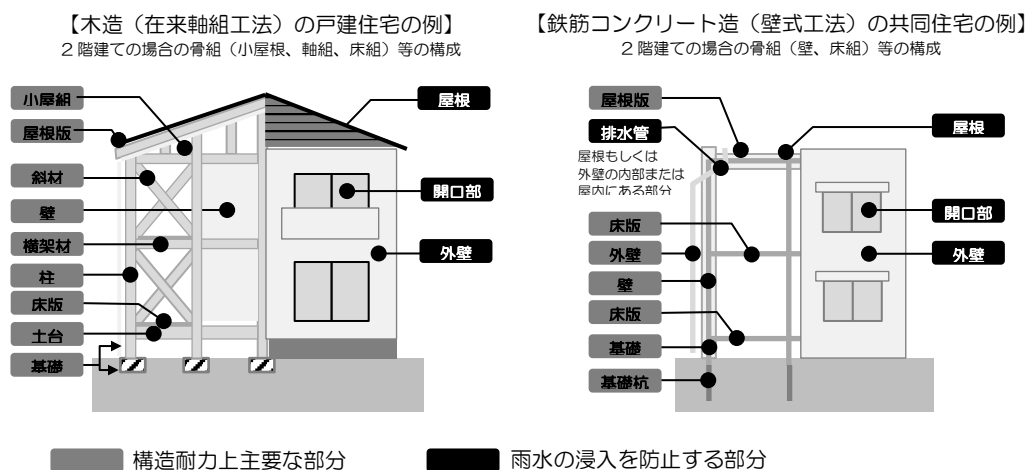 【木造（在来軸組工法）の戸建住宅の例】
2階建ての場合の骨組（小屋根、軸組、床組）等の構成
小屋組
屋根版
斜材
壁
横架材
柱
床版
土台
基礎
屋根
開口部
外壁
【鉄筋コンクリート造（壁式工法）の共同住宅の例】
2階建ての場合の骨組（壁、床組）等の構成
屋根版
排水管
屋根もしくは
外壁の内部または
屋内にある部分
床版
外壁
壁
床版
基礎
基礎杭
屋根
開口部
外壁
構造耐力上主要な部分
雨水の浸入を防止する部分